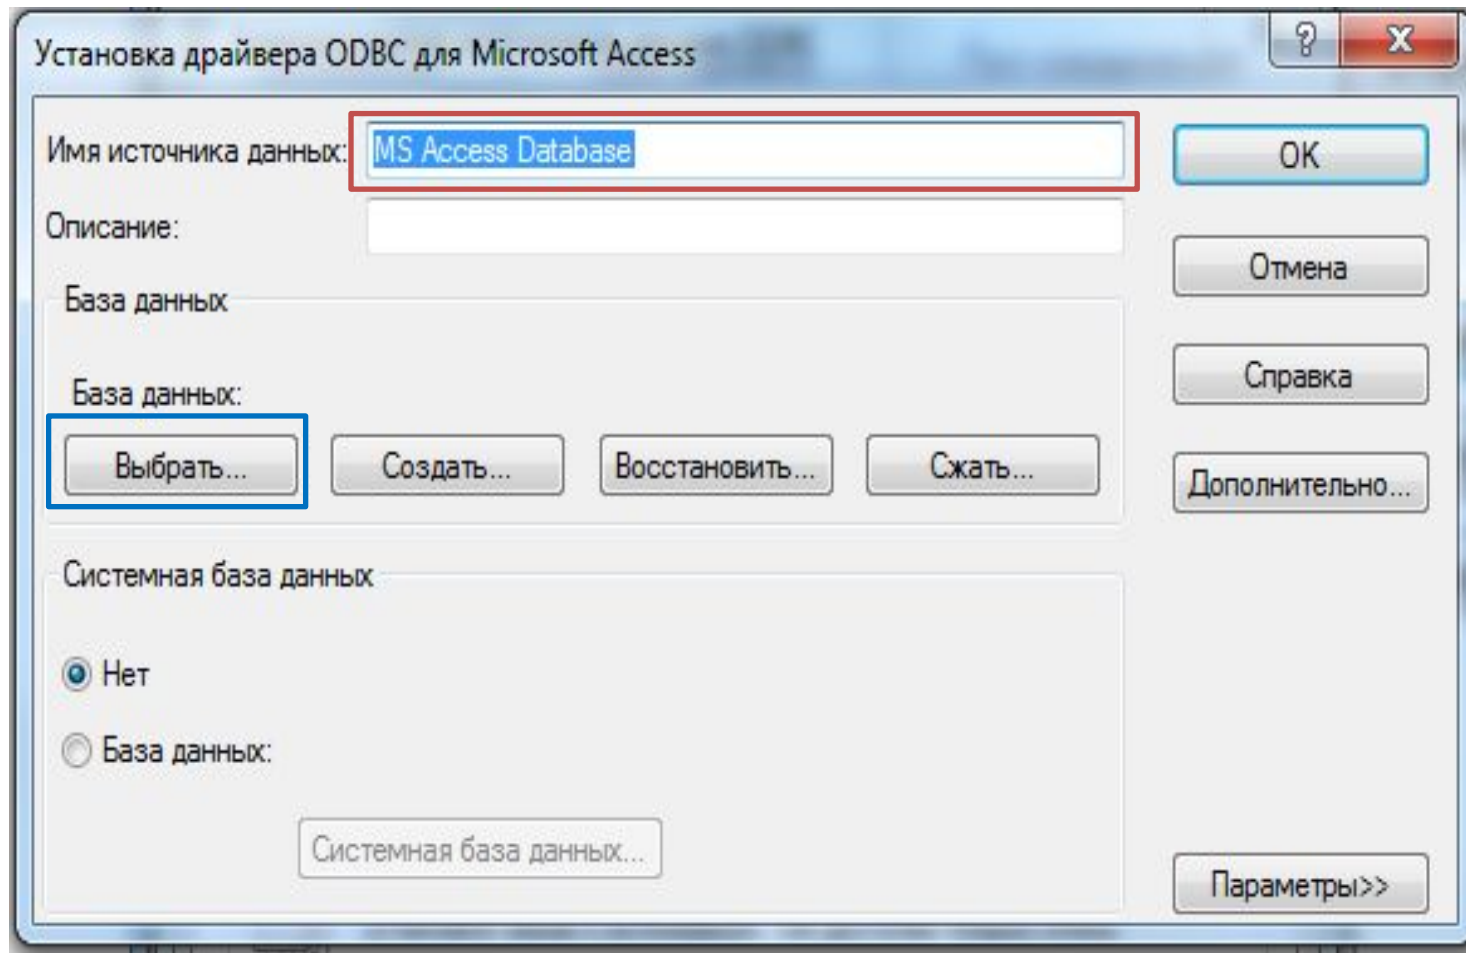 Установка драйвера ODBC для Microsoft Access
Имя источника данных: MS Access Database
OK
Описание:
Отмена
База данных
База данных:
Справка
Выбрать... Создать... Восстановить... Сжать...
Дополнительно...
Системная база данных
Нет
База данных:
Системная база данных...
Параметры>>